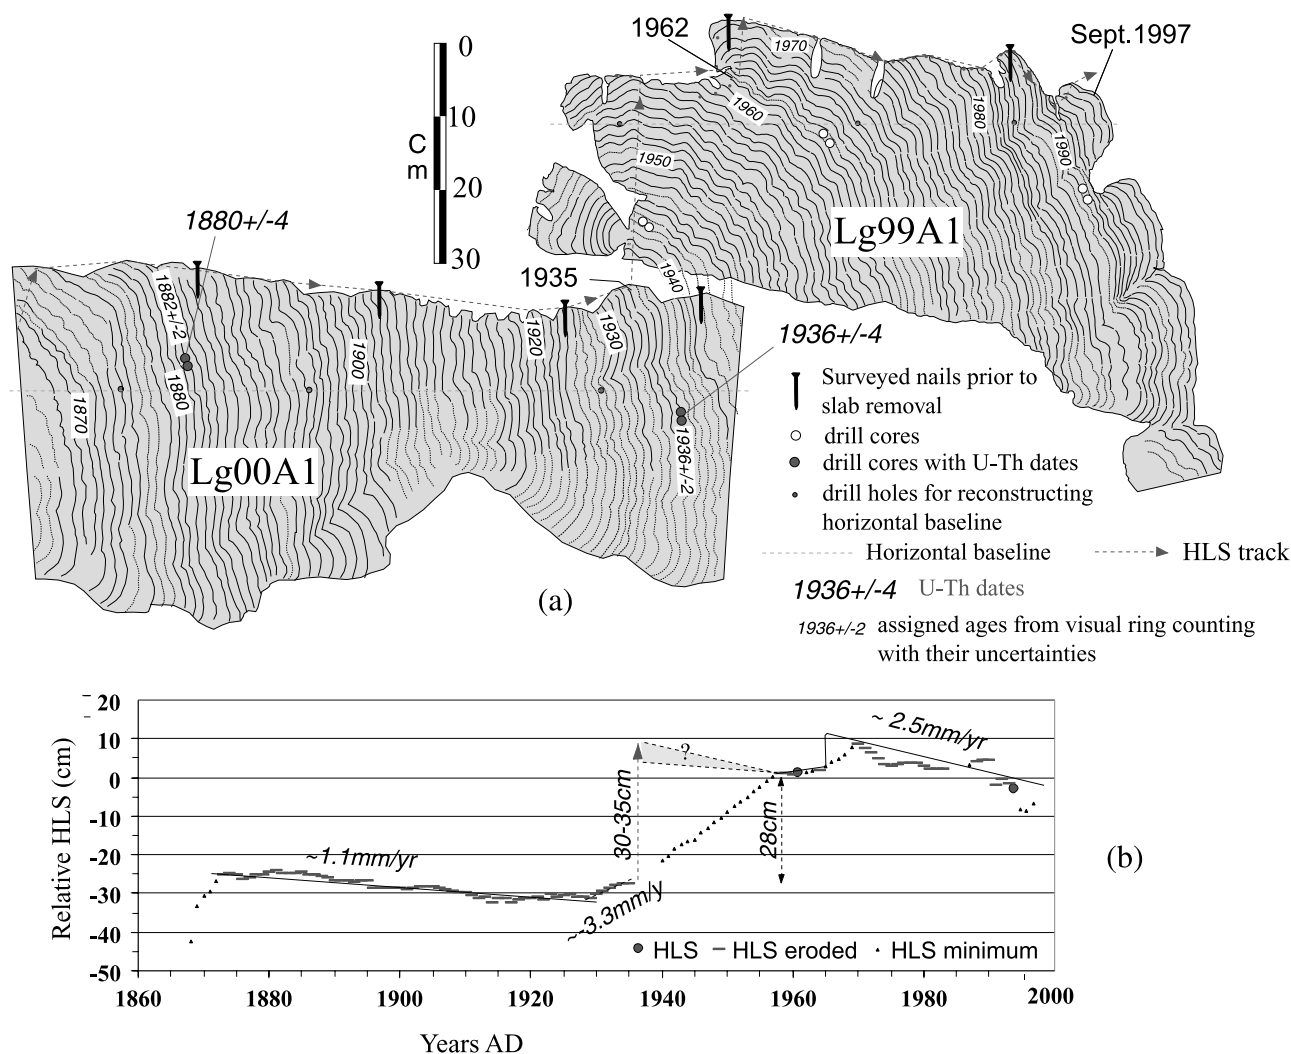 1962
Sept.1997
0
10
C
m
20
30
1970
1960
1950
1980
1990
Lg99A1
1880+/-4
1935
1940
1882+/-2
1880
1870
1900
1920
1930
Lg00A1
1936+/-2
1936+/-4
Surveyed nails prior to
slab removal
drill cores
drill cores with U-Th dates
drill holes for reconstructing
horizontal baseline
Horizontal baseline
HLS track
1936+/-4 U-Th dates
1936+/-2 assigned ages from visual ring counting
with their uncertainties
(a)
20
10
0
-10
-20
-30
-40
-50
Relative HLS (cm)
~1.1mm/yr
~-3.3mm/y
30-35cm
?
28cm
~ 2.5mm/yr
HLS
HLS eroded
HLS minimum
(b)
1860 1880 1900 1920 1940 1960 1980 2000
Years AD